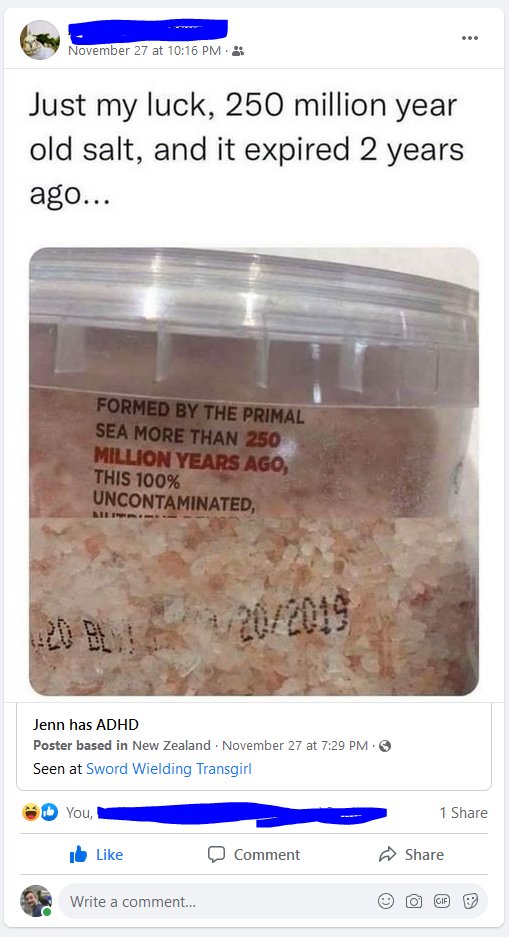 November 27 at 10:16 PM ·
Just my luck, 250 million year
old salt, and it expired 2 years
ago...
FORMED BY THE PRIMAL
SEA MORE THAN 250
MILLION YEARS AGO,
THIS 100%
UNCONTAMINATED,
20/2019
Jenn has ADHD
Poster based in New Zealand · November 27 at 7:29 PM ·
Seen at Sword Wielding Transgirl
You,
1 Share
Like
Comment
Share
Write a comment...
GIF